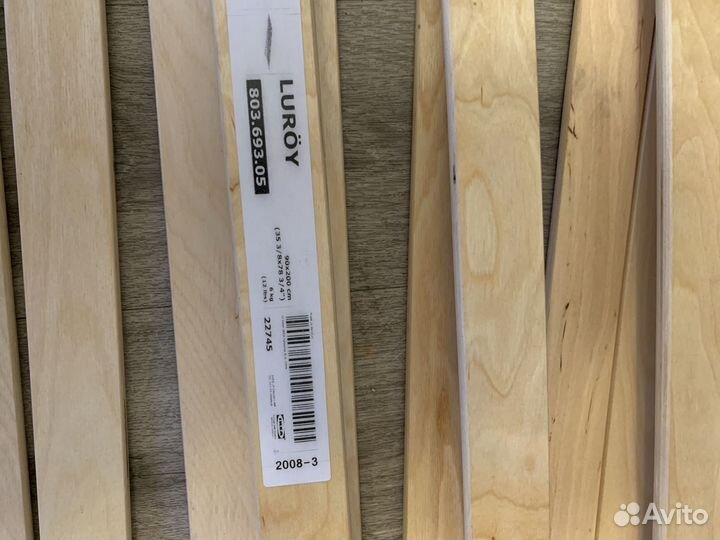 LURÖY
803.693.05
90x200 cm
(35 3/8x78 3/4")
6 kg
(12 lbs)
22745
IKEA
2008-3
Avito